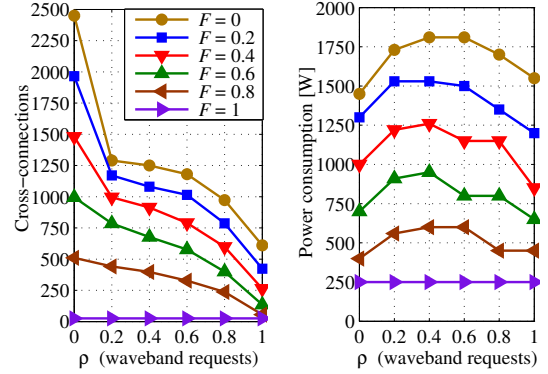 Cross−connections
2500
2250
2000
1750
1500
1250
1000
750
500
250
0
0 0.2 0.4 0.6 0.8 1
ρ (waveband requests)
F = 0
F = 0.2
F = 0.4
F = 0.6
F = 0.8
F = 1
Power consumption [W]
2000
1750
1500
1250
1000
750
500
250
0
0 0.2 0.4 0.6 0.8 1
ρ (waveband requests)